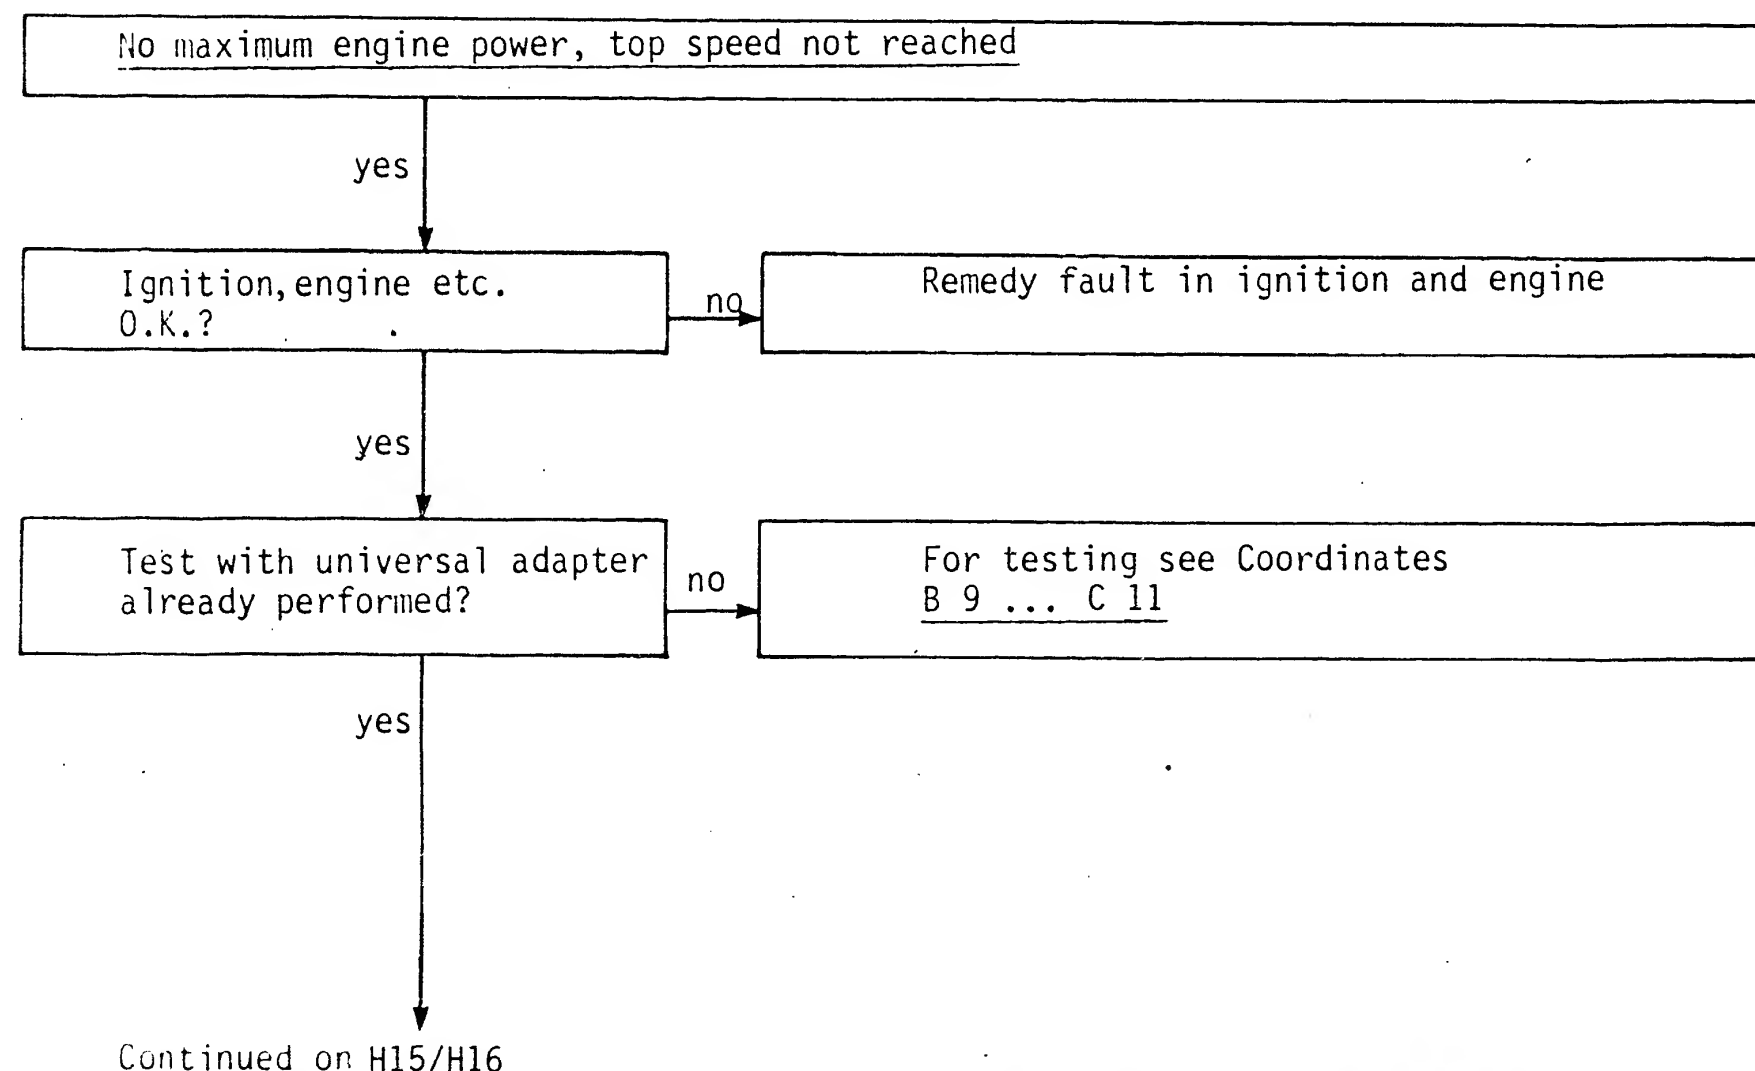 No maximum engine power, top speed not reached
yes
Ignition, engine etc.
O.K.?
no
Remedy fault in ignition and engine
yes
Test with universal adapter
already performed?
no
For testing see Coordinates
B 9 ... C 11
yes
Continued on H15/H16